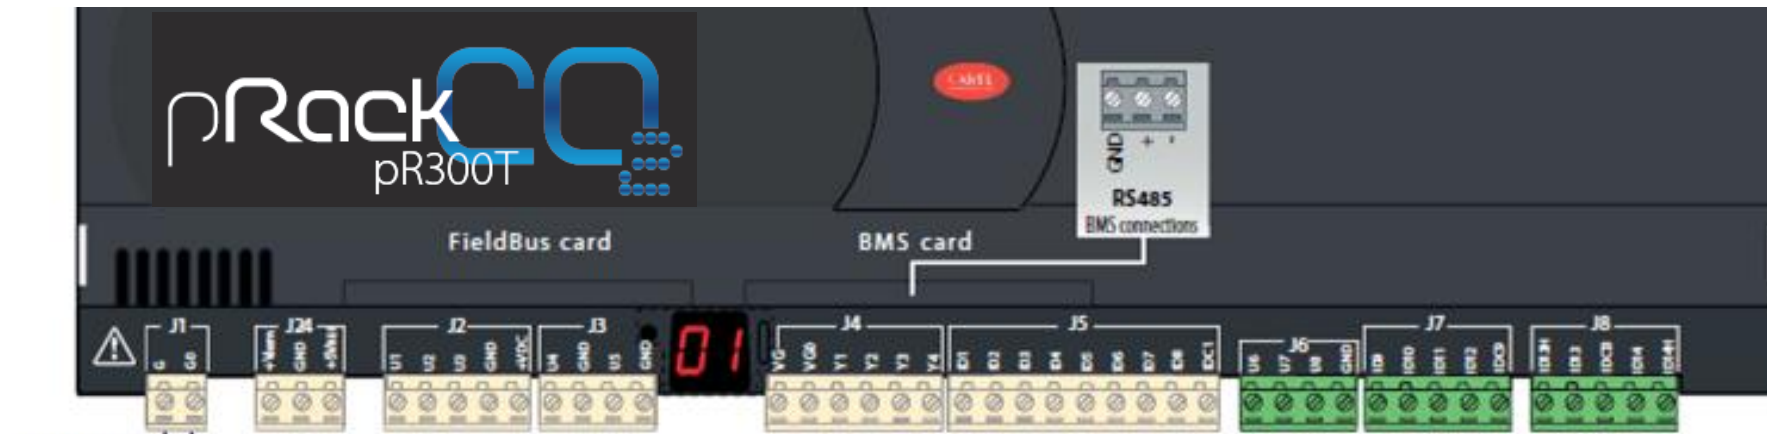 pRack
CO2
pR300T
CAREL
GND
+
-
RS485
BMS connections
FieldBus card
BMS card
J1
J24
J2
J3
J4
J5
J6
J7
J8
01
G
G0
+Vterm
GND
+5Vref
U1
U2
U3
GND
+VDC
U4
GND
U5
GND
VG
VG0
Y1
Y2
Y3
Y4
ID1
ID2
ID3
ID4
ID5
ID6
ID7
ID8
IDC1
U6
U7
U8
GND
ID9
ID10
ID11
ID12
IDC9
ID13H
ID13
IDC13
ID14
ID14H